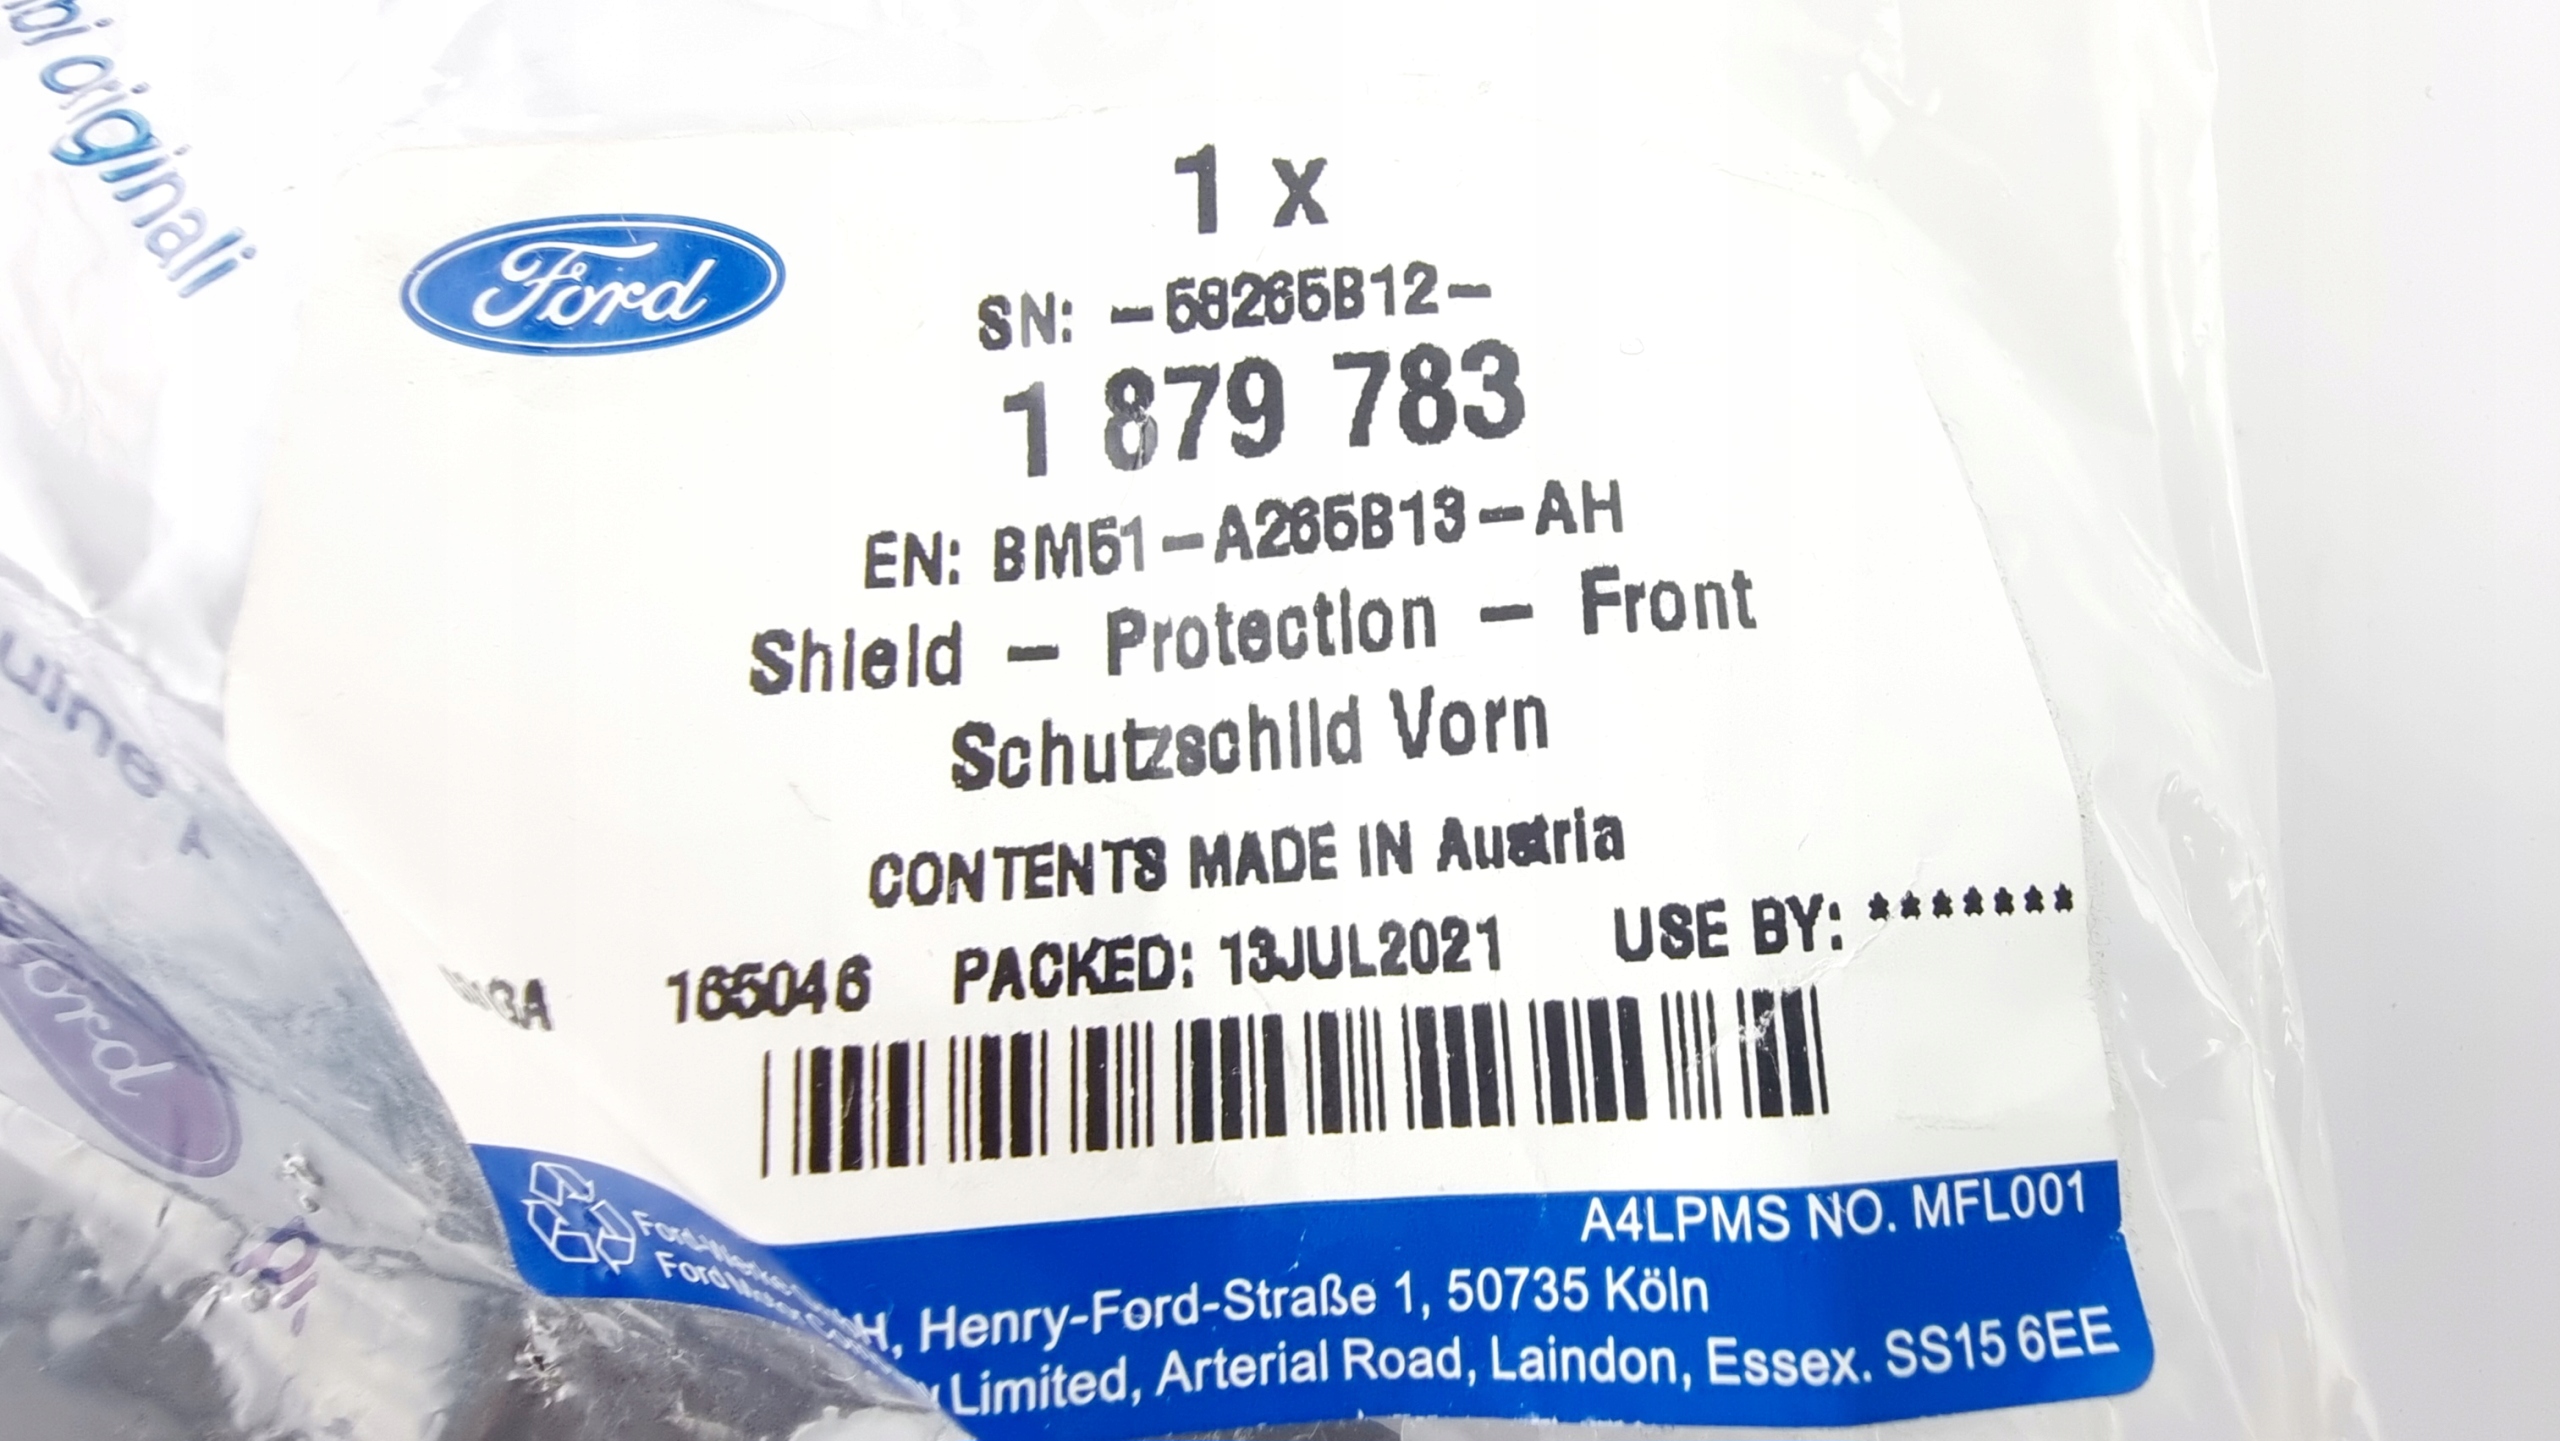 originali
1 x
Ford
SN: -58265B12-
1 879 783
EN: BM51-A265B13-AH
Shield - Protection - Front
Schutzschild Vorn
CONTENTS MADE IN Austria
165046 PACKED: 13JUL2021 USE BY: *******
Ford
A4LPMS NO. MFL001
Henry-Ford-Straße 1, 50735 Köln
Limited, Arterial Road, Laindon, Essex. SS15 6EE